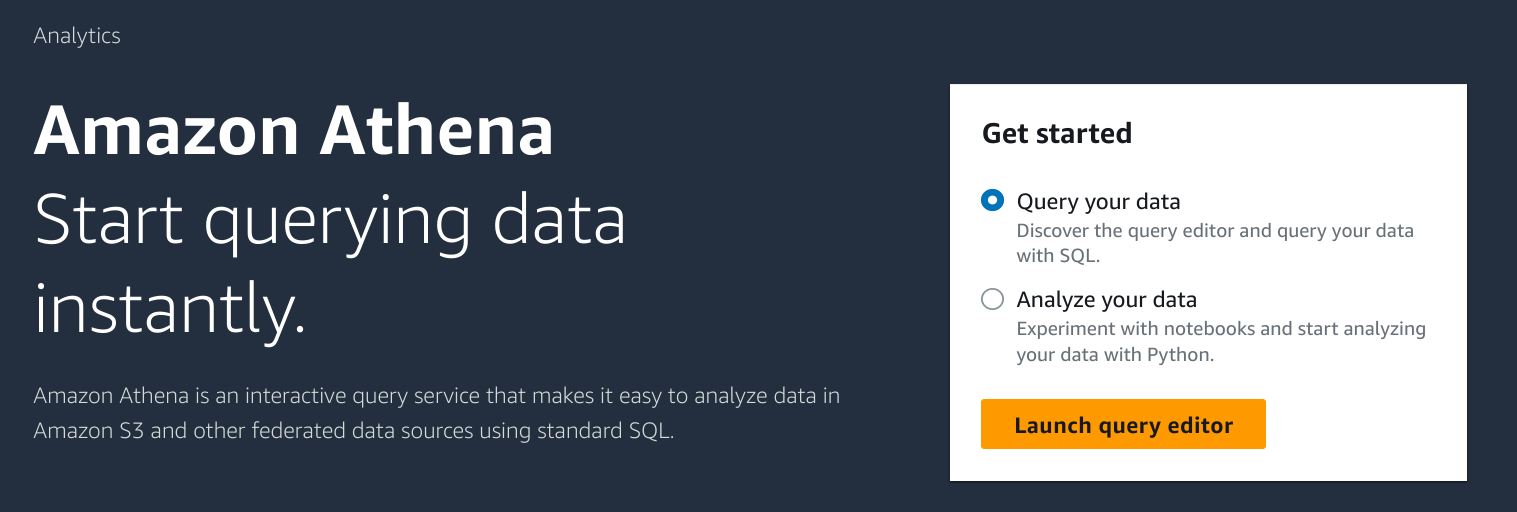 Analytics
Amazon Athena
Start querying data
instantly.
Amazon Athena is an interactive query service that makes it easy to analyze data in
Amazon S3 and other federated data sources using standard SQL.
Get started
Query your data
Discover the query editor and query your data
with SQL.
Analyze your data
Experiment with notebooks and start analyzing
your data with Python.
Launch query editor